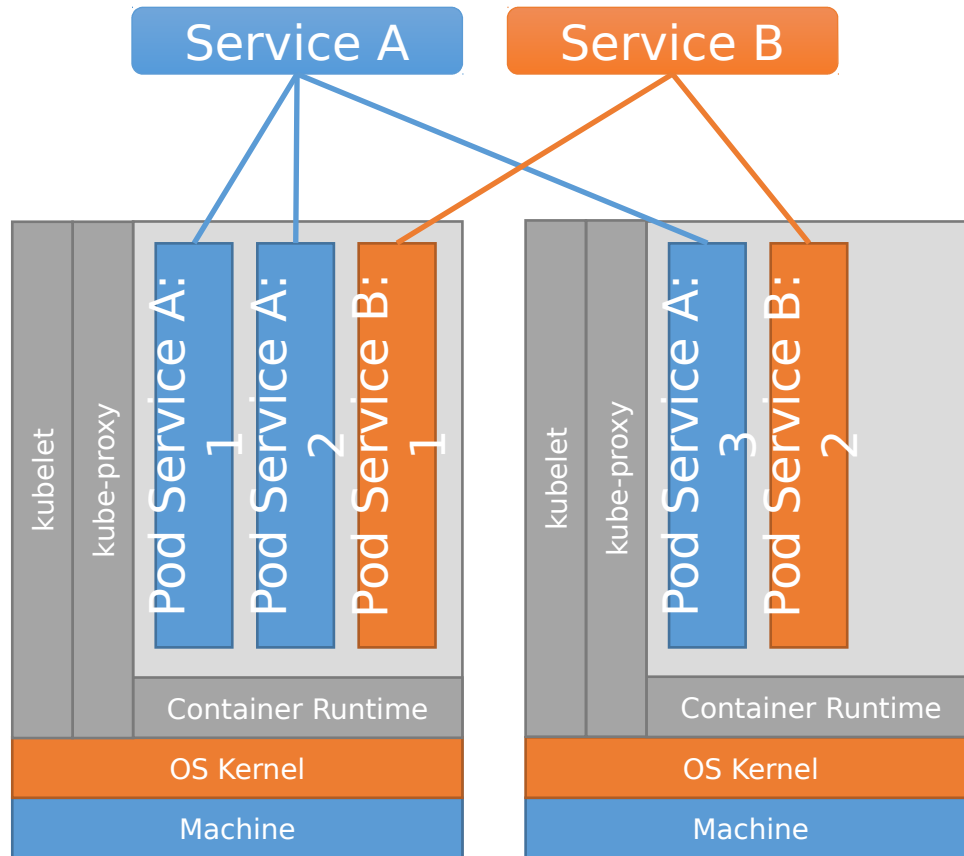 Service A
Service B
kubelet
kube-proxy
Pod Service A:
1
Pod Service A:
2
Pod Service B:
1
Container Runtime
OS Kernel
Machine
kubelet
kube-proxy
Pod Service A:
3
Pod Service B:
2
Container Runtime
OS Kernel
Machine